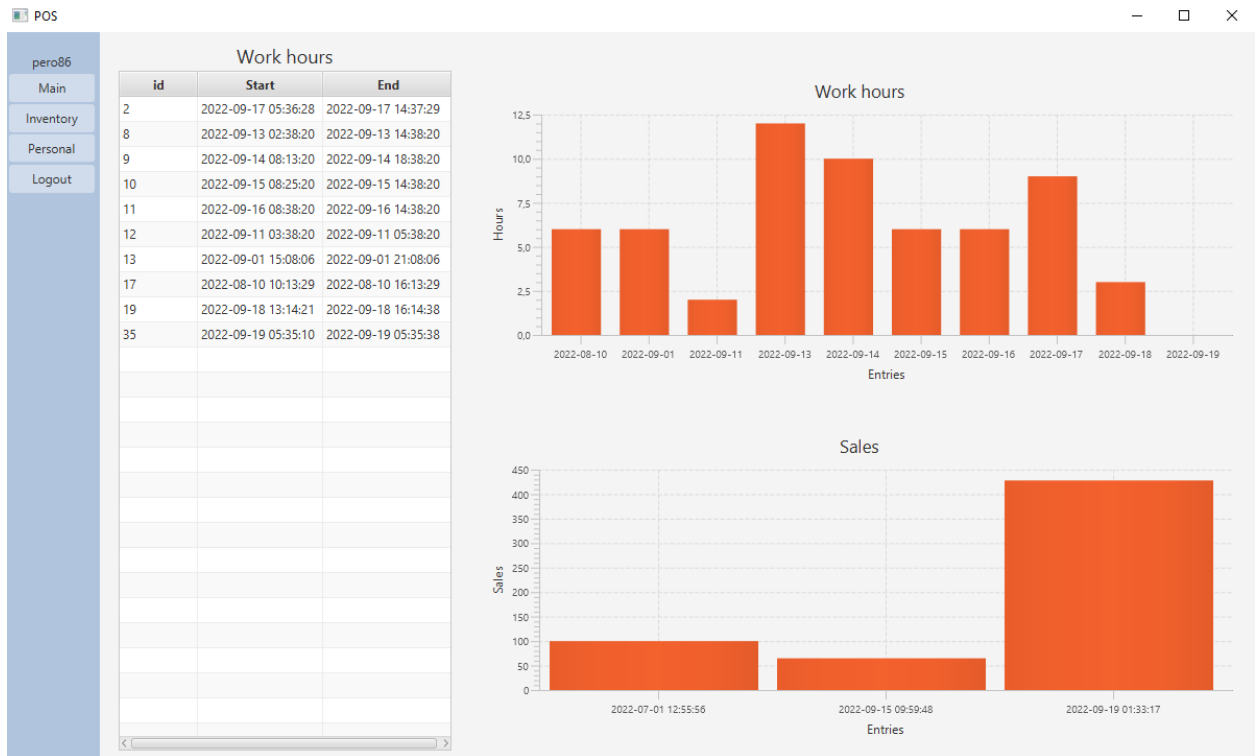 POS
pero86
Main
Inventory
Personal
Logout
Work hours
id Start End
2 2022-09-17 05:36:28 2022-09-17 14:37:29
8 2022-09-13 02:38:20 2022-09-13 14:38:20
9 2022-09-14 08:13:20 2022-09-14 18:38:20
10 2022-09-15 08:25:20 2022-09-15 14:38:20
11 2022-09-16 08:38:20 2022-09-16 14:38:20
12 2022-09-11 03:38:20 2022-09-11 05:38:20
13 2022-09-01 15:08:06 2022-09-01 21:08:06
17 2022-08-10 10:13:29 2022-08-10 16:13:29
19 2022-09-18 13:14:21 2022-09-18 16:14:38
35 2022-09-19 05:35:10 2022-09-19 05:35:38
Work hours
Hours
12,5
10,0
7,5
5,0
2,5
0,0
2022-08-10 2022-09-01 2022-09-11 2022-09-13 2022-09-14 2022-09-15 2022-09-16 2022-09-17 2022-09-18 2022-09-19
Entries
Sales
Sales
450
400
350
300
250
200
150
100
50
0
2022-07-01 12:55:56 2022-09-15 09:59:48 2022-09-19 01:33:17
Entries